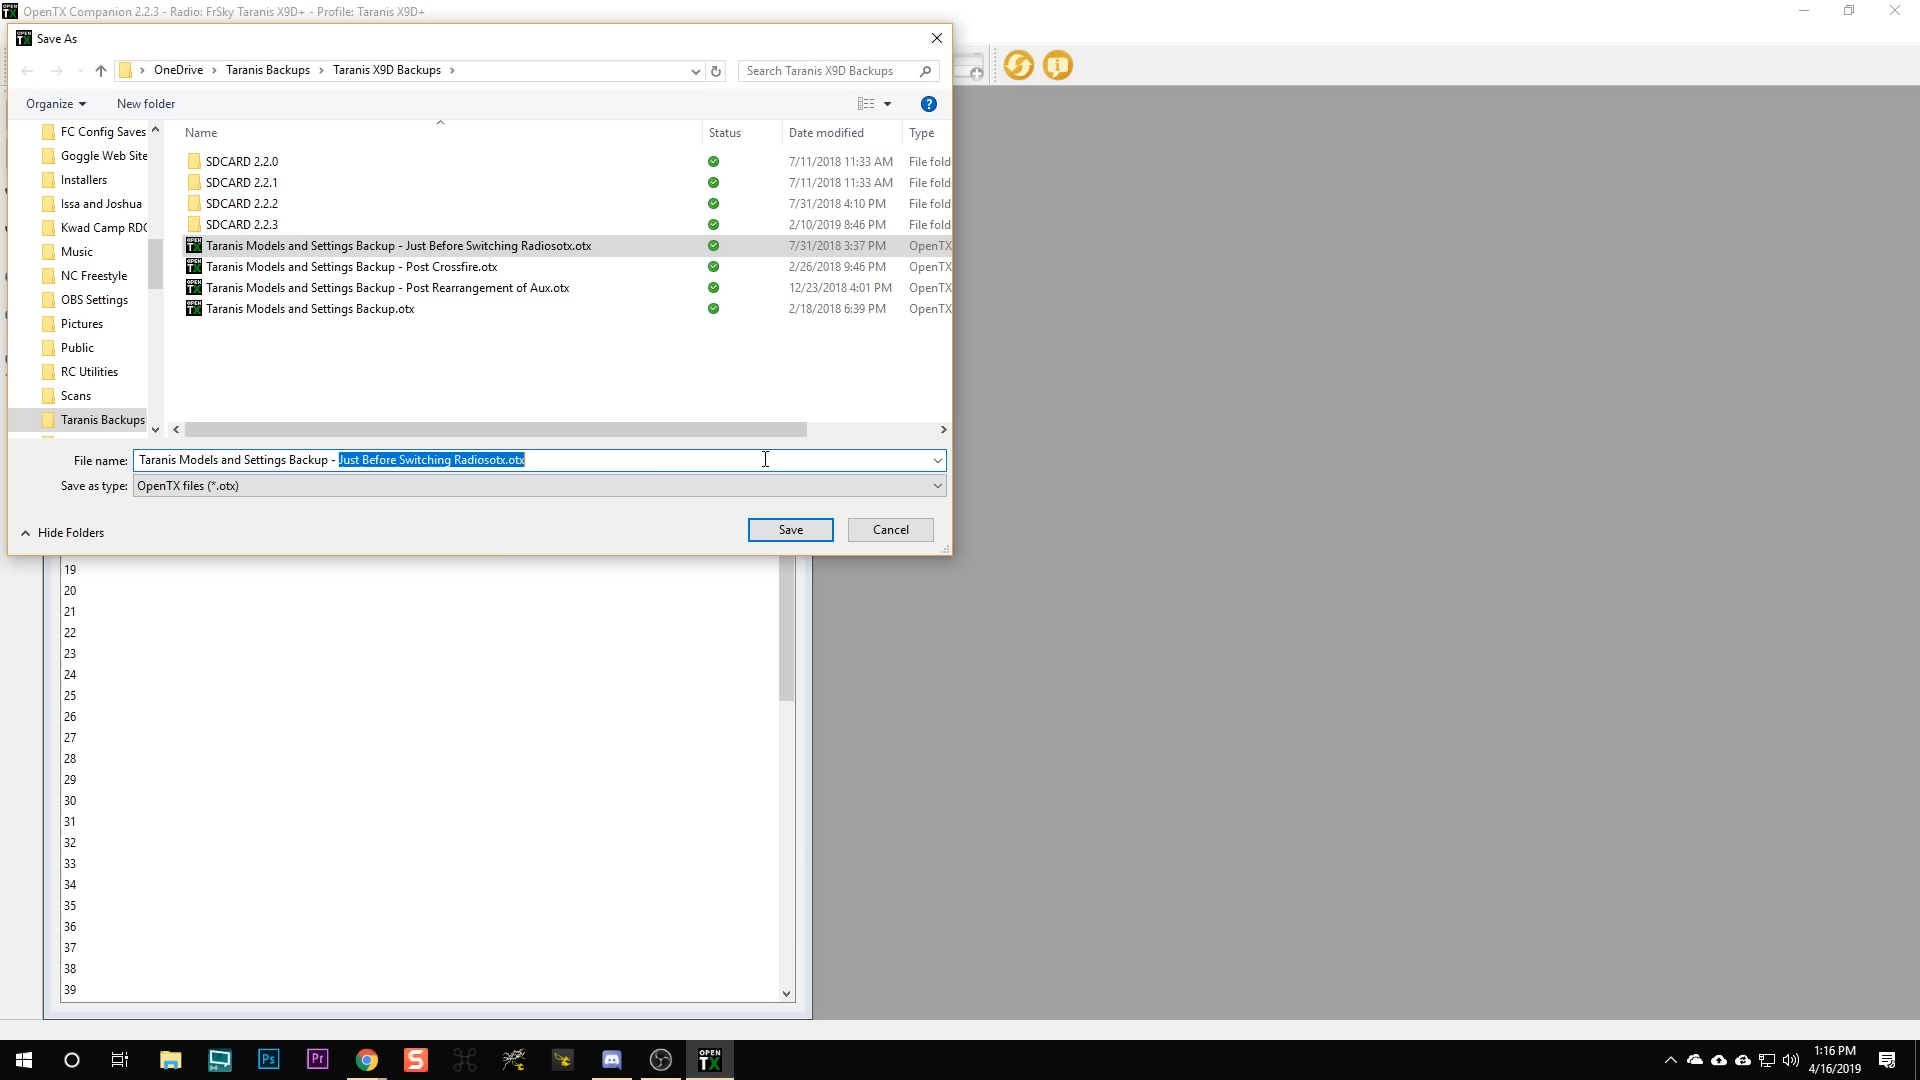 OpenTX Companion 2.2.3 - Radio: FrSky Taranis X9D+ - Profile: Taranis X9D+
Save As
OneDrive > Taranis Backups > Taranis X9D Backups >
Search Taranis X9D Backups
Organize
New folder
Name Status Date modified Type
FC Config Saves
Goggle Web Site
Installers
Issa and Joshua
Kwad Camp RDC
Music
NC Freestyle
OBS Settings
Pictures
Public
RC Utilities
Scans
Taranis Backups
SDCARD 2.2.0 7/11/2018 11:33 AM File fold
SDCARD 2.2.1 7/11/2018 11:33 AM File fold
SDCARD 2.2.2 7/31/2018 4:10 PM File fold
SDCARD 2.2.3 2/10/2019 8:46 PM File fold
Taranis Models and Settings Backup - Just Before Switching Radiosotx.otx 7/31/2018 3:37 PM OpenTX
Taranis Models and Settings Backup - Post Crossfire.otx 2/26/2018 9:46 PM OpenTX
Taranis Models and Settings Backup - Post Rearrangement of Aux.otx 12/23/2018 4:01 PM OpenTX
Taranis Models and Settings Backup.otx 2/18/2018 6:39 PM OpenTX
File name: Taranis Models and Settings Backup - Just Before Switching Radiosotx.otx
Save as type: OpenTX files (*.otx)
Hide Folders
Save
Cancel
19
20
21
22
23
24
25
26
27
28
29
30
31
32
33
34
35
36
37
38
39
Ps
Pr
S
OPEN
TX
1:16 PM
4/16/2019